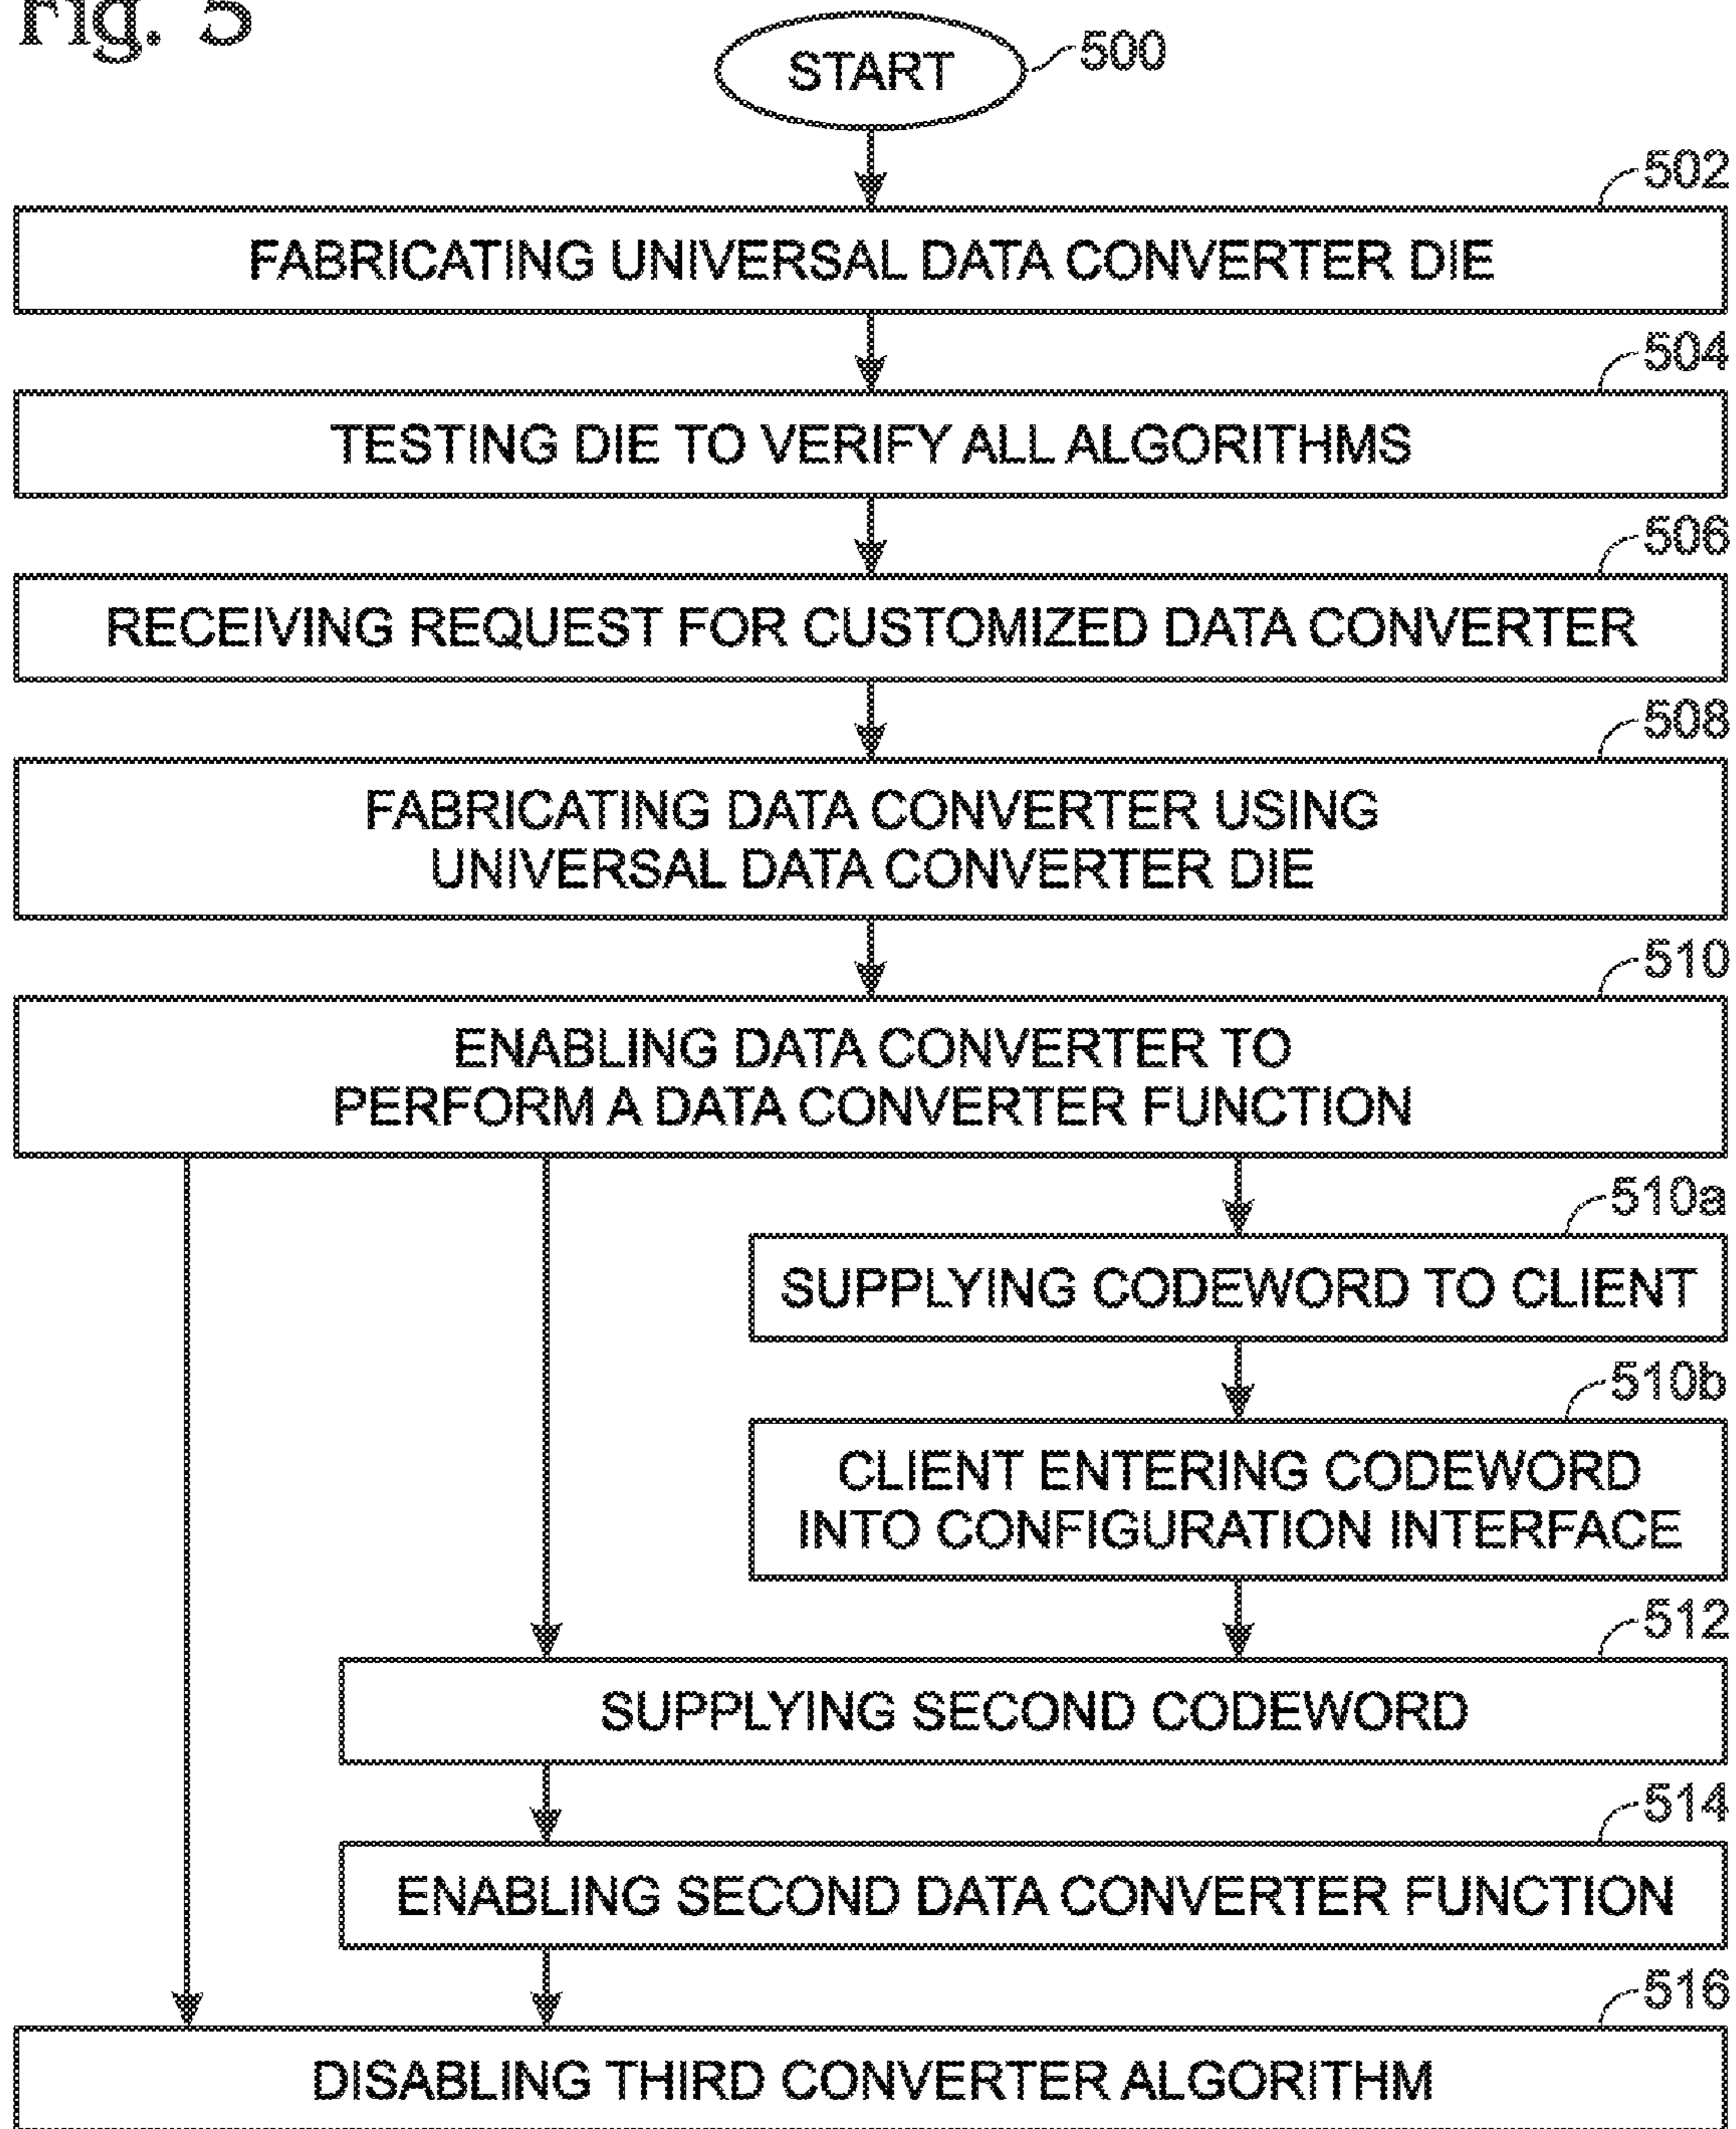 Fig. 5
START
500
502
FABRICATING UNIVERSAL DATA CONVERTER DIE
504
TESTING DIE TO VERIFY ALL ALGORITHMS
506
RECEIVING REQUEST FOR CUSTOMIZED DATA CONVERTER
508
FABRICATING DATA CONVERTER USING
UNIVERSAL DATA CONVERTER DIE
510
ENABLING DATA CONVERTER TO
PERFORM A DATA CONVERTER FUNCTION
510a
SUPPLYING CODEWORD TO CLIENT
510b
CLIENT ENTERING CODEWORD
INTO CONFIGURATION INTERFACE
512
SUPPLYING SECOND CODEWORD
514
ENABLING SECOND DATA CONVERTER FUNCTION
516
DISABLING THIRD CONVERTER ALGORITHM